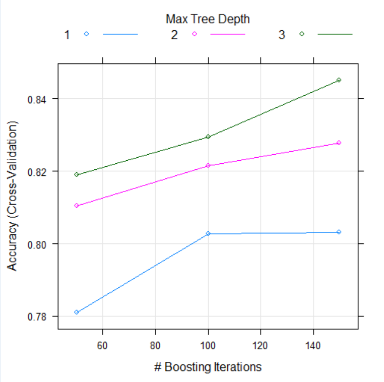 Max Tree Depth
1 2 3
0.84
0.82
0.80
0.78
Accuracy (Cross-Validation)
60 80 100 120 140
# Boosting Iterations